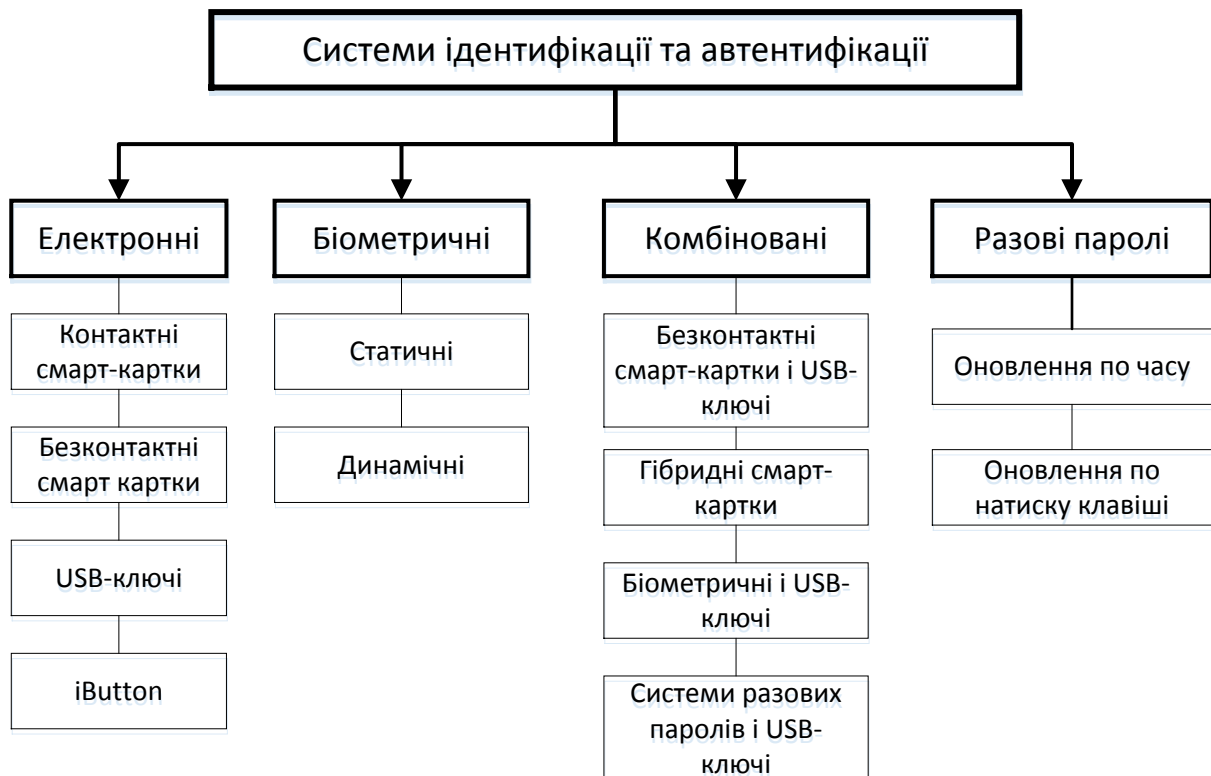 Системи ідентифікації та автентифікації
Електронні
Біометричні
Комбіновані
Разові паролі
Контактні
смарт-картки
Безконтактні
смарт картки
USB-ключі
iButton
Статичні
Динамічні
Безконтактні
смарт-картки і USB-
ключі
Гібридні смарт-
картки
Біометричні і USB-
ключі
Системи разових
паролів і USB-
ключі
Оновлення по часу
Оновлення по
натиску клавіші